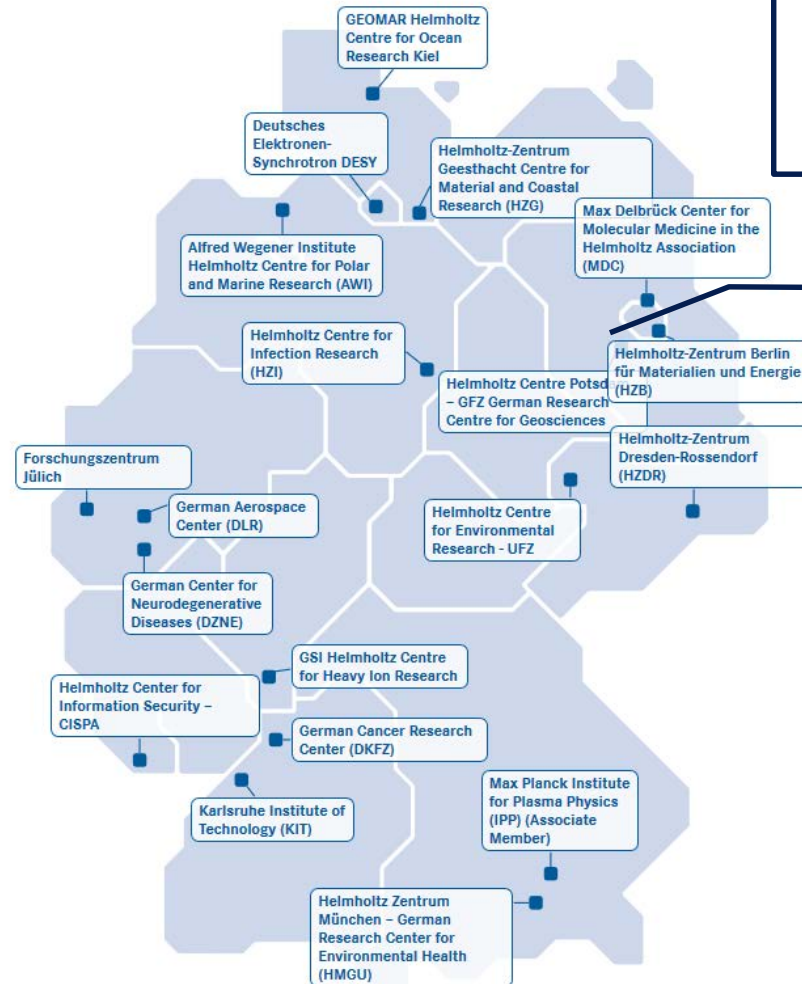 GEOMAR Helmholtz
Centre for Ocean
Research Kiel
Deutsches
Elektronen-
Synchrotron DESY
Helmholtz-Zentrum
Geesthacht Centre for
Material and Coastal
Research (HZG)
Max Delbrück Center for
Molecular Medicine in the
Helmholtz Association
(MDC)
Alfred Wegener Institute
Helmholtz Centre for Polar
and Marine Research (AWI)
Helmholtz Centre for
Infection Research
(HZI)
Helmholtz-Zentrum Berlin
für Materialien und Energie
(HZB)
Helmholtz Centre Potsdam
– GFZ German Research
Centre for Geosciences
Helmholtz-Zentrum
Dresden-Rossendorf
(HZDR)
Forschungszentrum
Jülich
German Aerospace
Center (DLR)
Helmholtz Centre
for Environmental
Research - UFZ
German Center for
Neurodegenerative
Diseases (DZNE)
GSI Helmholtz Centre
for Heavy Ion Research
Helmholtz Center for
Information Security –
CISPA
German Cancer Research
Center (DKFZ)
Karlsruhe Institute of
Technology (KIT)
Max Planck Institute
for Plasma Physics
(IPP) (Associate
Member)
Helmholtz Zentrum
München – German
Research Center for
Environmental Health
(HMGU)